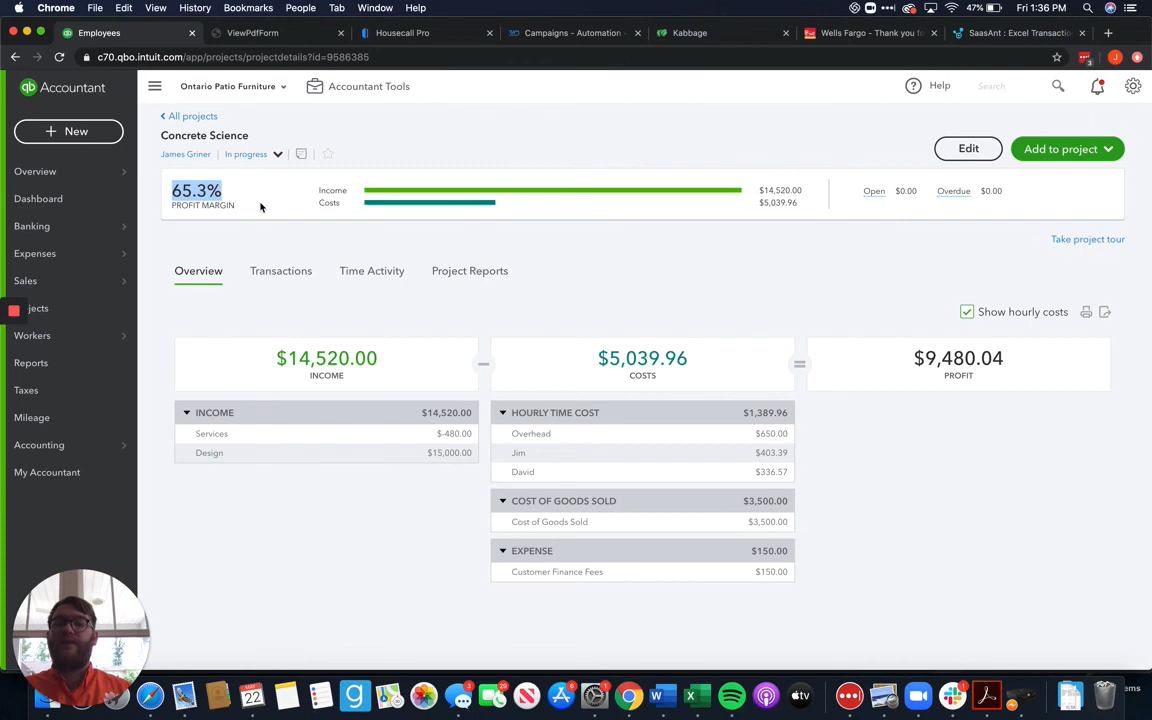 Chrome File Edit View History Bookmarks People Tab Window Help 47% Fri 1:36 PM
Employees ViewPdfForm Housecall Pro Campaigns - Automation - Kabbage Wells Fargo - Thank you f SaasAnt : Excel Transactio
c70.qbo.intuit.com/app/projects/projectdetails?id=9586385
qb Accountant Ontario Patio Furniture Accountant Tools Help Search
+ New
Overview
Dashboard
Banking
Expenses
Sales
jects
Workers
Reports
Taxes
Mileage
Accounting
My Accountant
All projects
Concrete Science
James Griner In progress
Edit Add to project
65.3%
PROFIT MARGIN
Income $14,520.00
Costs $5,039.96
Open $0.00 Overdue $0.00
Take project tour
Overview Transactions Time Activity Project Reports
Show hourly costs
$14,520.00
INCOME
$5,039.96
COSTS
$9,480.04
PROFIT
INCOME $14,520.00
Services $-480.00
Design $15,000.00
HOURLY TIME COST $1,389.96
Overhead $650.00
Jim $403.39
David $336.57
COST OF GOODS SOLD $3,500.00
Cost of Goods Sold $3,500.00
EXPENSE $150.00
Customer Finance Fees $150.00
ems